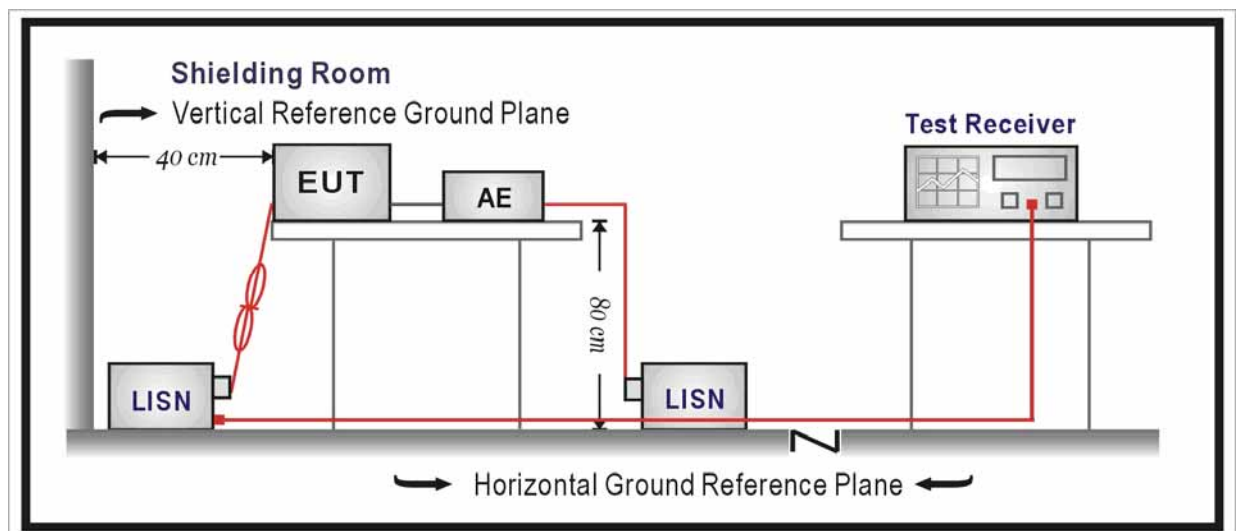 Shielding Room
Vertical Reference Ground Plane
Test Receiver
40 cm
EUT
AE
80 cm
LISN
LISN
Horizontal Ground Reference Plane